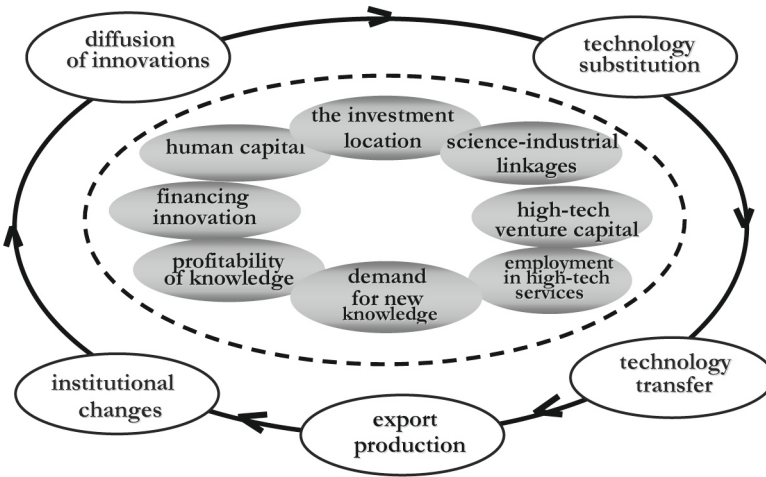 diffusion
of innovations
technology
substitution
the investment
location
human capital
science-industrial
linkages
financing
innovation
high-tech
venture capital
profitability
of knowledge
employment
in high-tech
services
demand
for new
knowledge
technology
transfer
institutional
changes
export
production